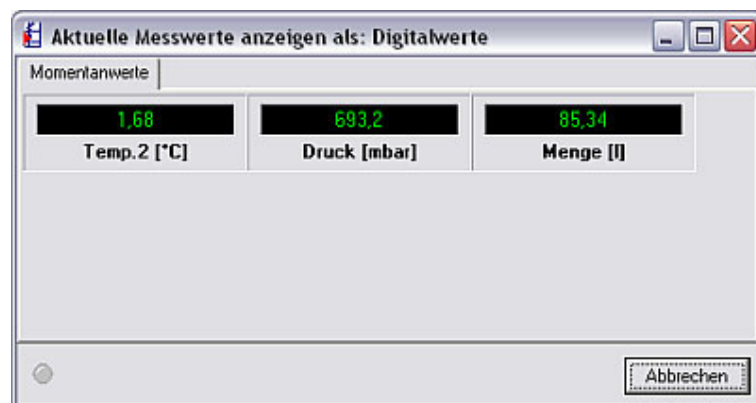 Aktuelle Messwerte anzeigen als: Digitalwerte
Momentanwerte
1,68 693,2 85,34
Temp.2 [°C] Druck [mbar] Menge [l]
Abbrechen